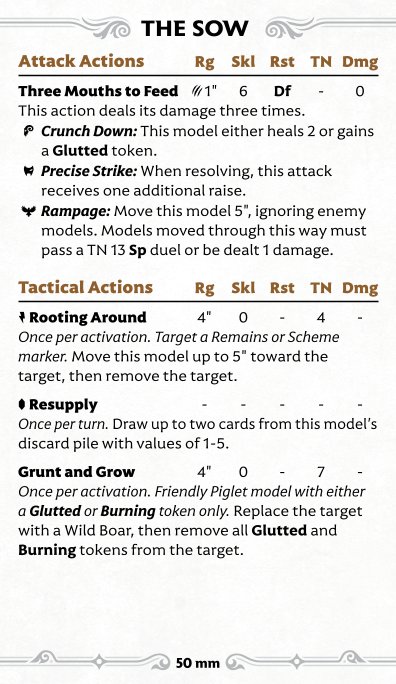 THE SOW
Attack Actions Rg Skl Rst TN Dmg
Three Mouths to Feed 1" 6 Df - 0
This action deals its damage three times.
Crunch Down: This model either heals 2 or gains
a Glutted token.
Precise Strike: When resolving, this attack
receives one additional raise.
Rampage: Move this model 5", ignoring enemy
models. Models moved through this way must
pass a TN 13 Sp duel or be dealt 1 damage.
Tactical Actions Rg Skl Rst TN Dmg
Rooting Around 4" 0 - 4 -
Once per activation. Target a Remains or Scheme
marker. Move this model up to 5" toward the
target, then remove the target.
Resupply - - - - -
Once per turn. Draw up to two cards from this model's
discard pile with values of 1-5.
Grunt and Grow 4" 0 - 7 -
Once per activation. Friendly Piglet model with either
a Glutted or Burning token only. Replace the target
with a Wild Boar, then remove all Glutted and
Burning tokens from the target.
50 mm